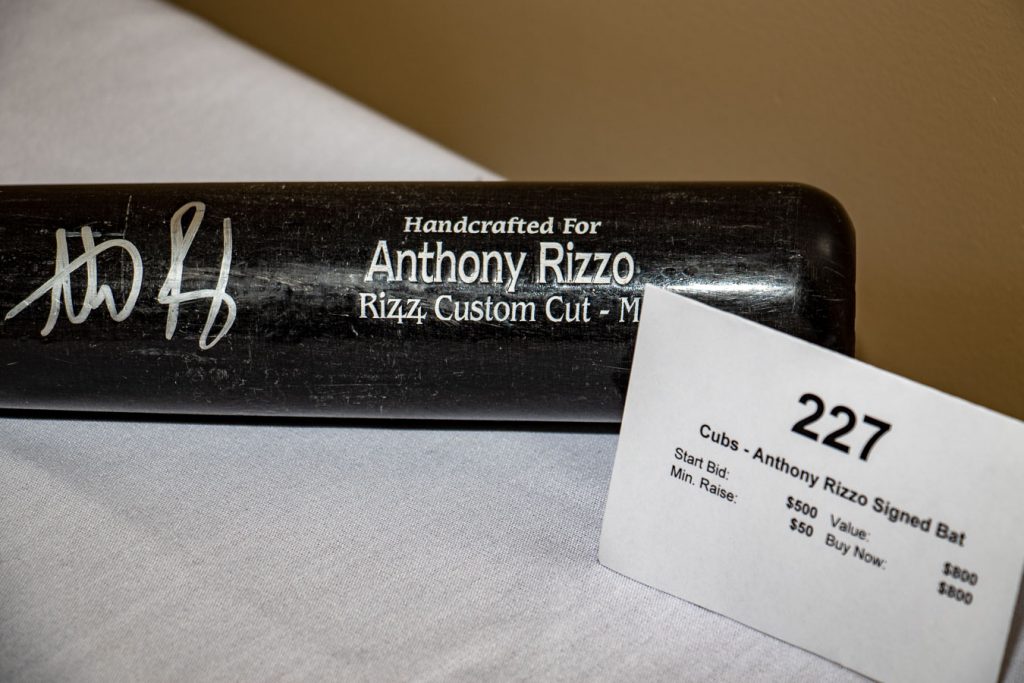 Handcrafted For
Anthony Rizzo
Rizz44 Custom Cut - M
227
Cubs - Anthony Rizzo Signed Bat
Start Bid: $500 Value: $800
Min. Raise: $50 Buy Now: $800